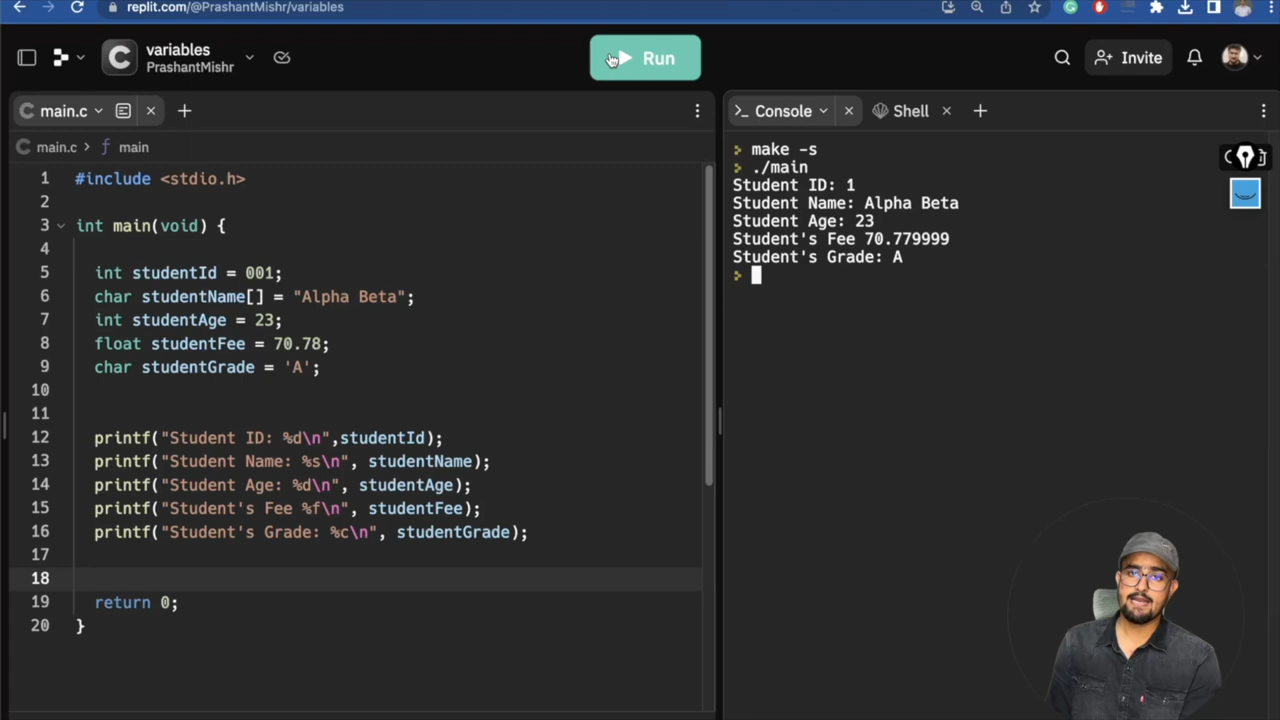 replit.com/@PrashantMishr/variables
variables
PrashantMishr
Run
Invite
main.c
main.c > f main
1 #include <stdio.h>
2
3 int main(void) {
4
5 int studentId = 001;
6 char studentName[] = "Alpha Beta";
7 int studentAge = 23;
8 float studentFee = 70.78;
9 char studentGrade = 'A';
10
11
12 printf("Student ID: %d\n",studentId);
13 printf("Student Name: %s\n", studentName);
14 printf("Student Age: %d\n", studentAge);
15 printf("Student's Fee %f\n", studentFee);
16 printf("Student's Grade: %c\n", studentGrade);
17
18
19 return 0;
20 }
>_ Console
Shell
> make -s
> ./main
Student ID: 1
Student Name: Alpha Beta
Student Age: 23
Student's Fee 70.779999
Student's Grade: A
>